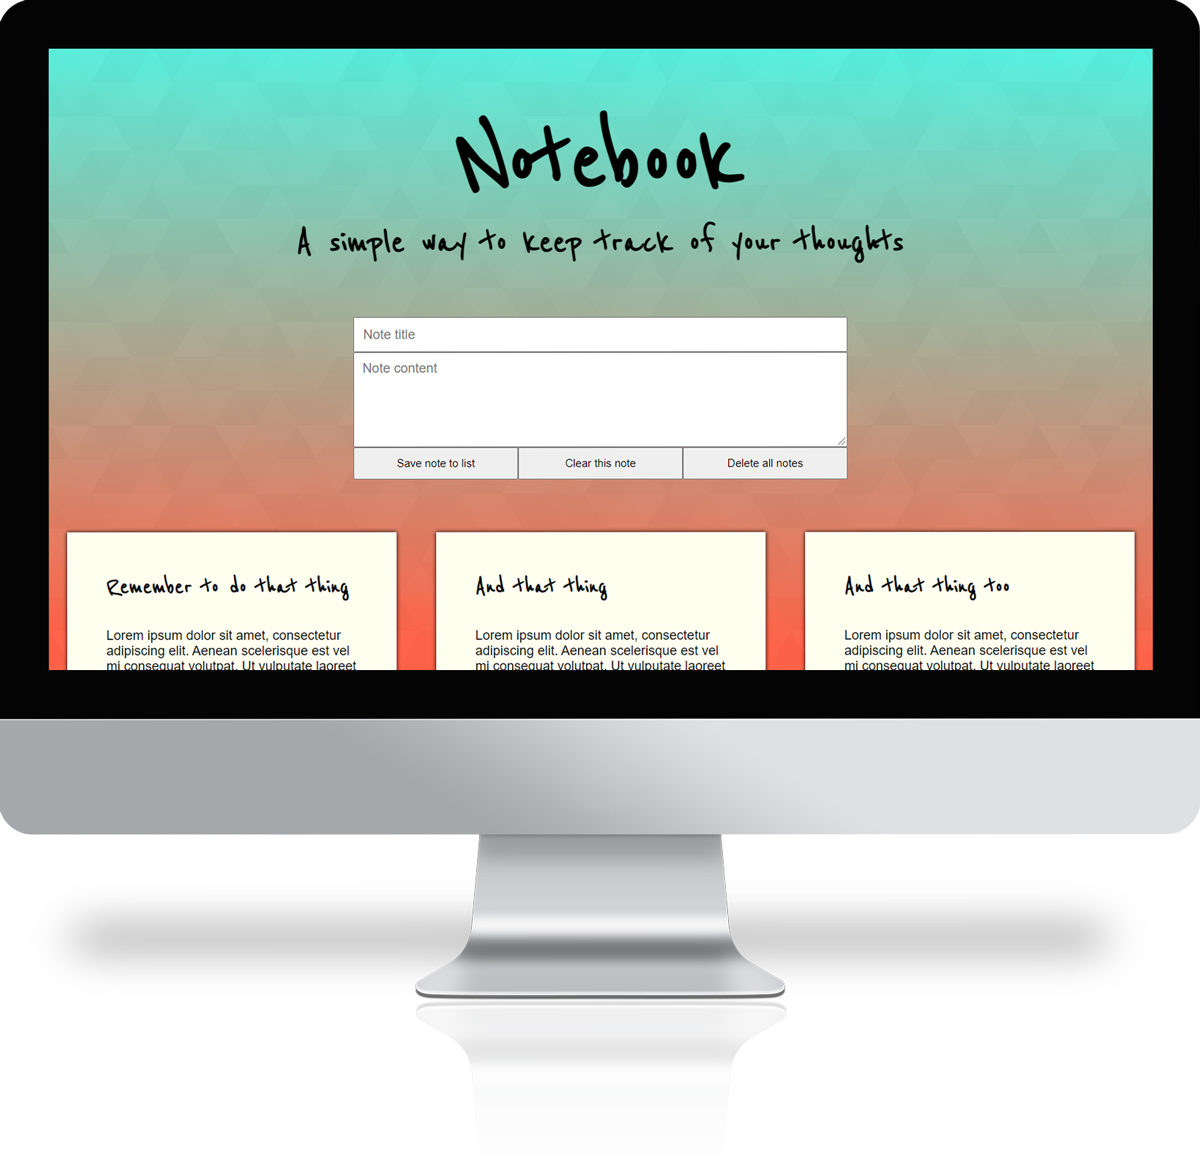 Notebook
A simple way to keep track of your thoughts
Note title
Note content
Save note to list Clear this note Delete all notes
Remember to do that thing
Lorem ipsum dolor sit amet, consectetur
adipiscing elit. Aenean scelerisque est vel
mi consequat volutpat. Ut vulputate laoreet
And that thing
Lorem ipsum dolor sit amet, consectetur
adipiscing elit. Aenean scelerisque est vel
mi consequat volutpat. Ut vulputate laoreet
And that thing too
Lorem ipsum dolor sit amet, consectetur
adipiscing elit. Aenean scelerisque est vel
mi consequat volutpat. Ut vulputate laoreet